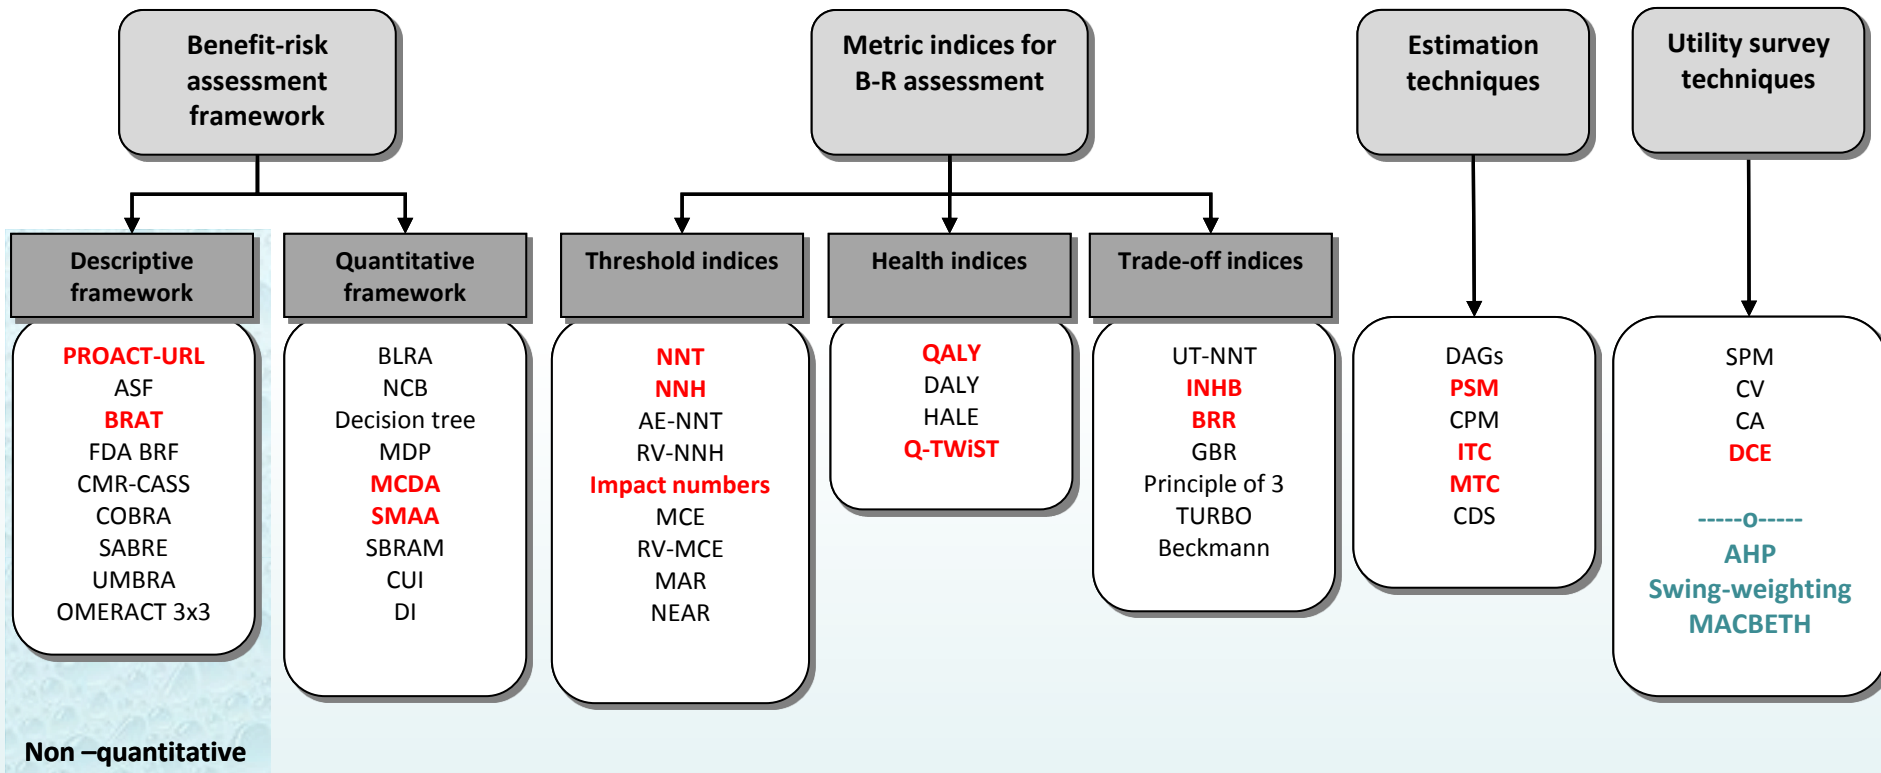 Benefit-risk
assessment
framework
Metric indices for
B-R assessment
Estimation
techniques
Utility survey
techniques
Descriptive
framework
PROACT-URL
ASF
BRAT
FDA BRF
CMR-CASS
COBRA
SABRE
UMBRA
OMERACT 3x3
Non –quantitative
Quantitative
framework
BLRA
NCB
Decision tree
MDP
MCDA
SMAA
SBRAM
CUI
DI
Threshold indices
NNT
NNH
AE-NNT
RV-NNH
Impact numbers
MCE
RV-MCE
MAR
NEAR
Health indices
QALY
DALY
HALE
Q-TWiST
Trade-off indices
UT-NNT
INHB
BRR
GBR
Principle of 3
TURBO
Beckmann
DAGs
PSM
CPM
ITC
MTC
CDS
SPM
CV
CA
DCE
-----o-----
AHP
Swing-weighting
MACBETH